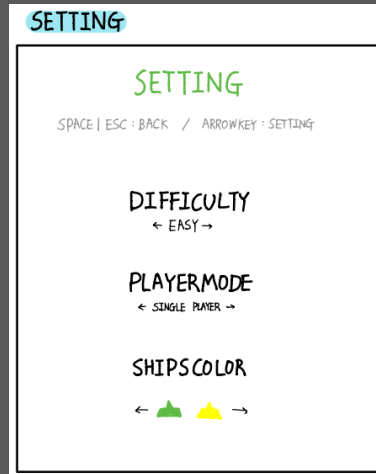 SETTING
SETTING
SPACE | ESC : BACK / ARROWKEY : SETTING
DIFFICULTY
← EASY →
PLAYERMODE
← SINGLE PLAYER →
SHIPSCOLOR
← →